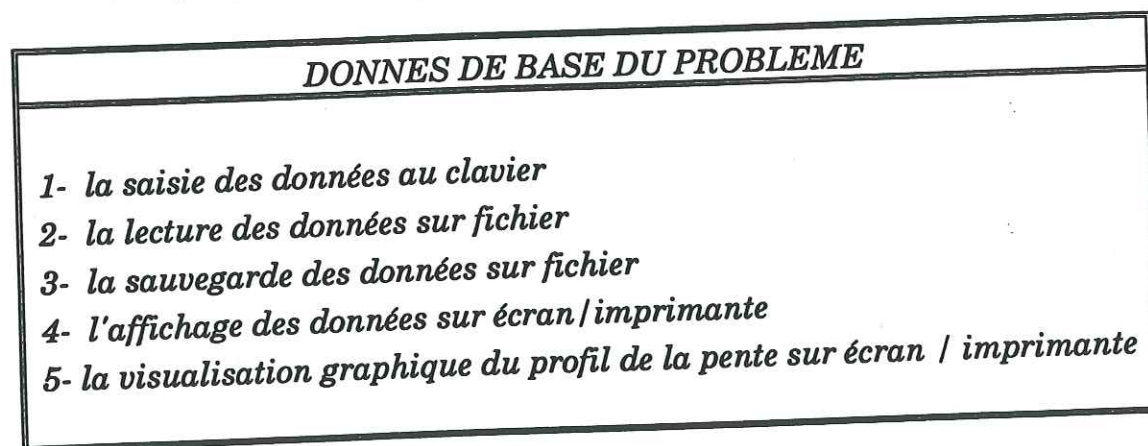 DONNES DE BASE DU PROBLEME
1- la saisie des données au clavier
2- la lecture des données sur fichier
3- la sauvegarde des données sur fichier
4- l'affichage des données sur écran/imprimante
5- la visualisation graphique du profil de la pente sur écran / imprimante